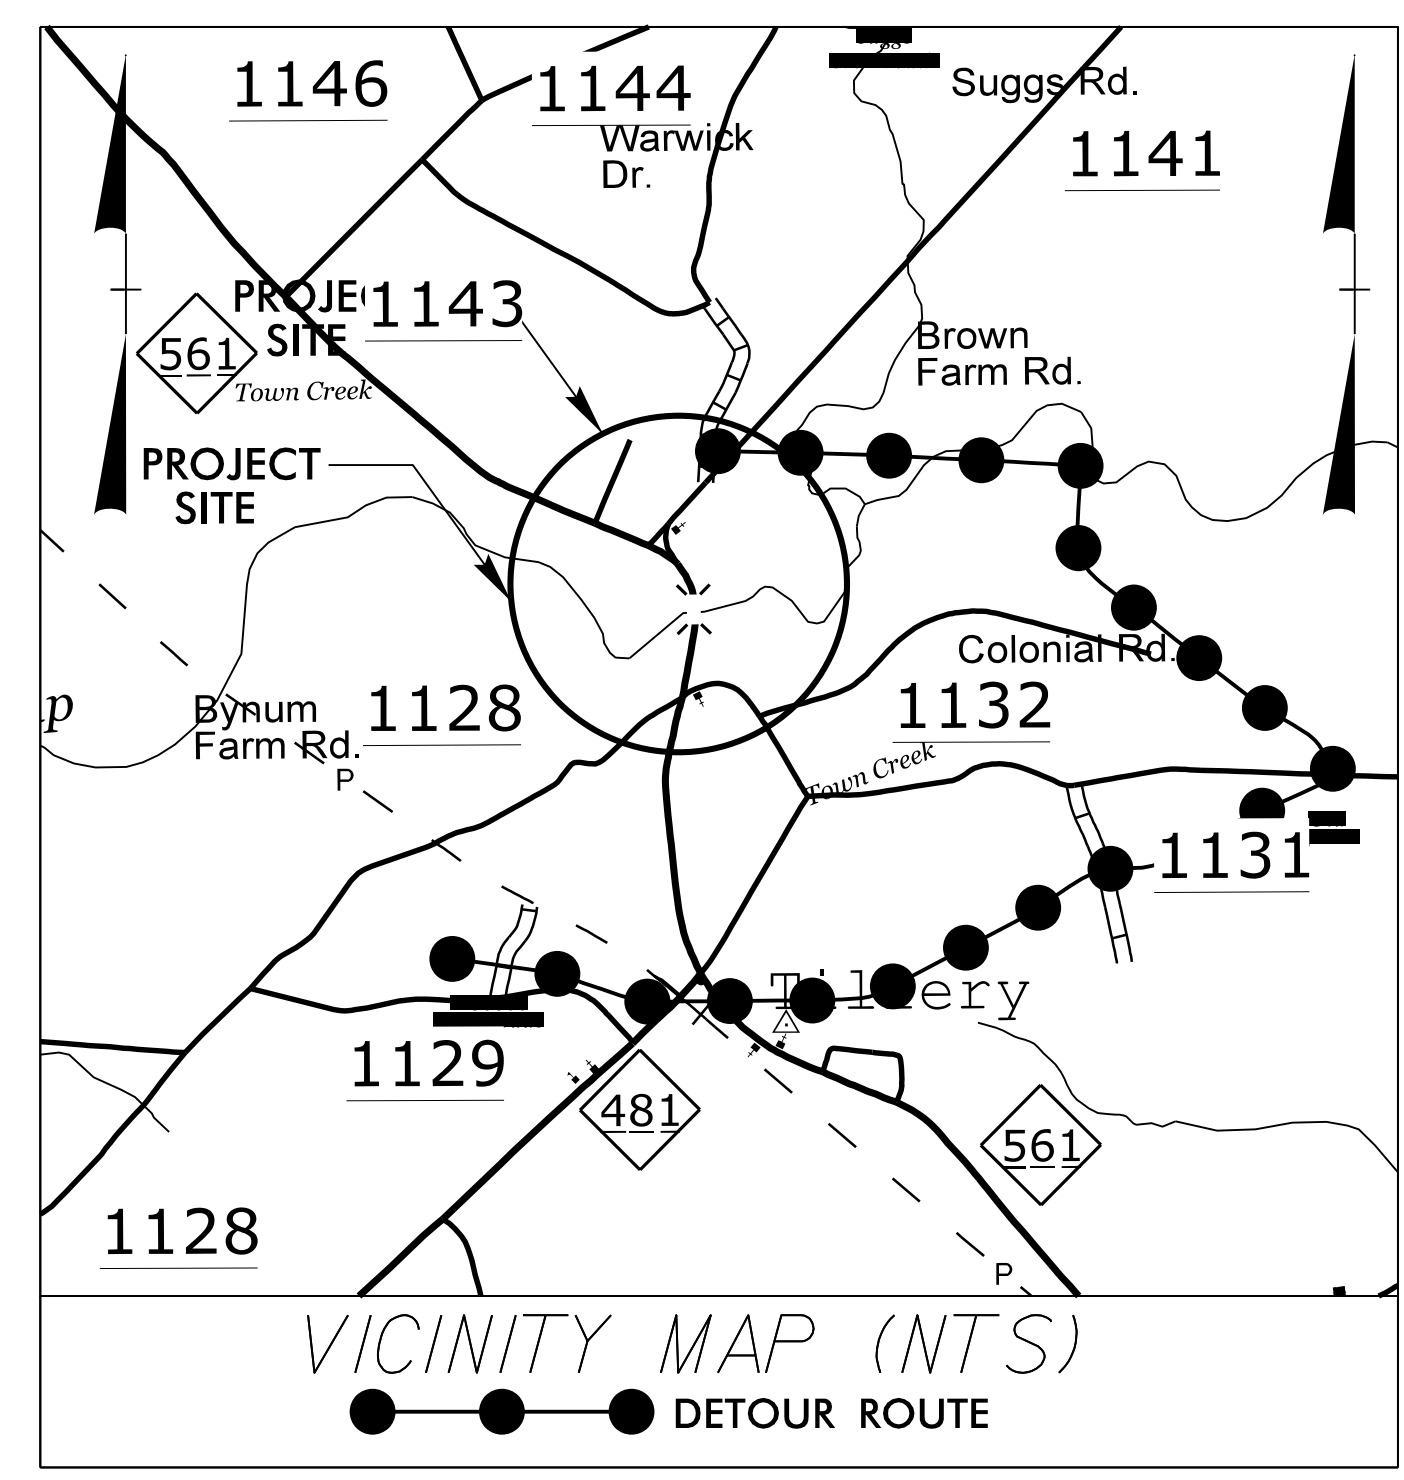 Suggs Rd.
1146
1144
Warwick
Dr.
1141
PROJE
SITE
1143
561
Town Creek
Brown
Farm Rd.
PROJECT
SITE
Colonial Rd.
Bynum
Farm Rd.
1128
1132
P
Town Creek
1131
Tillery
1129
481
561
1128
P
VICINITY MAP (NTS)
DETOUR ROUTE